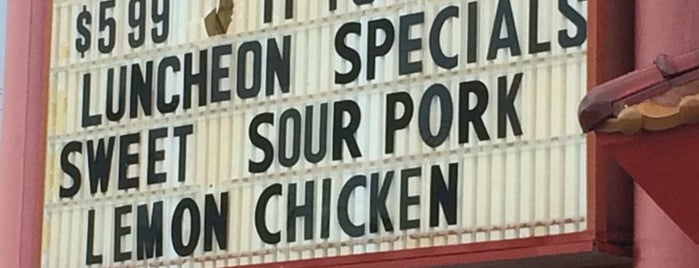 $5.99
LUNCHEON SPECIALS
SWEET SOUR PORK
LEMON CHICKEN